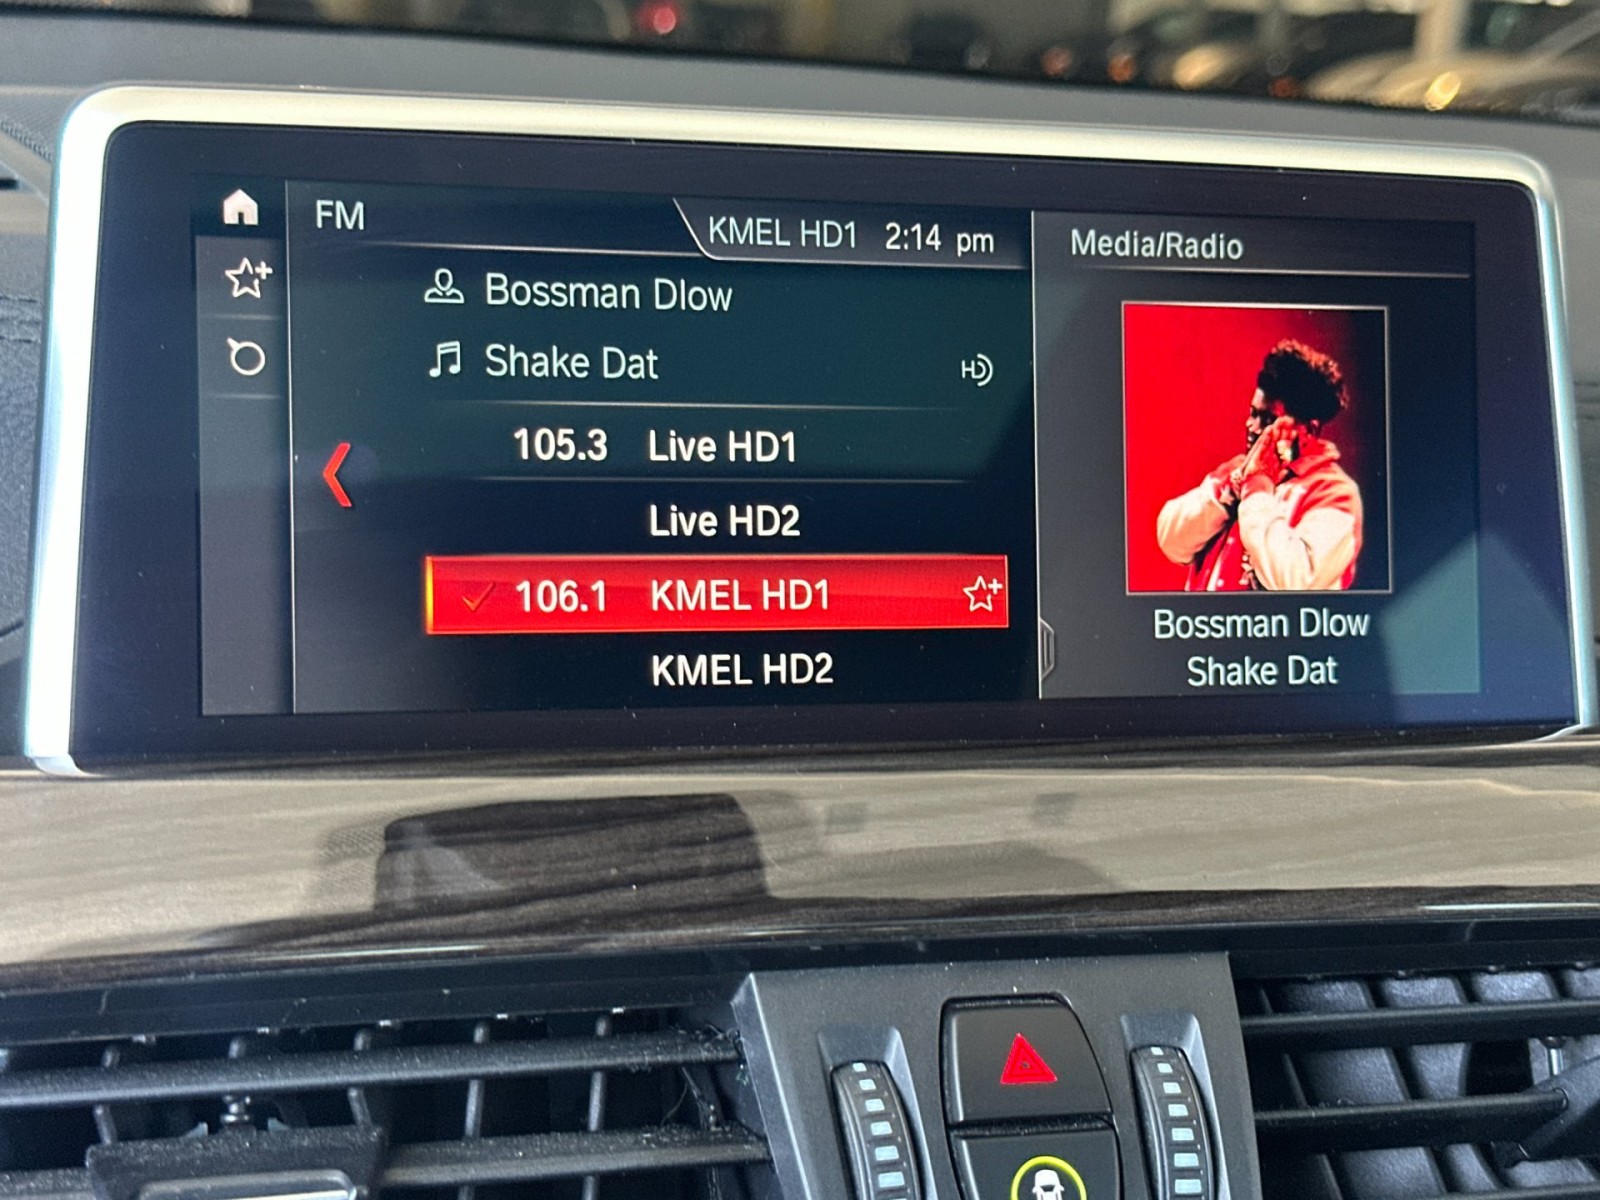 FM
KMEL HD1 2:14 pm
Bossman Dlow
Shake Dat
HD
105.3 Live HD1
Live HD2
106.1 KMEL HD1
KMEL HD2
Media/Radio
Bossman Dlow
Shake Dat